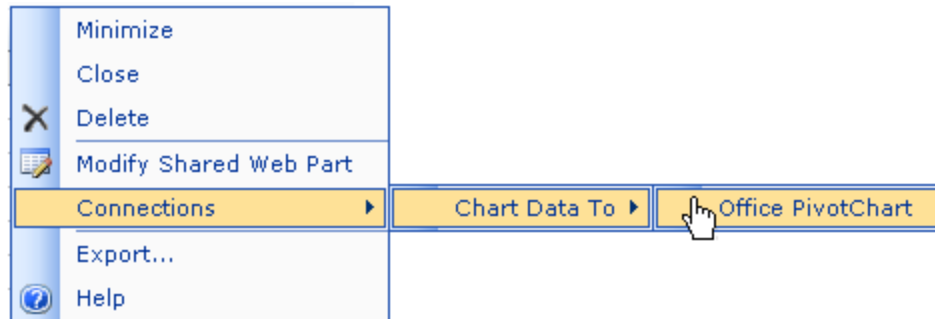 Minimize
Close
Delete
Modify Shared Web Part
Connections Chart Data To Office PivotChart
Export...
Help